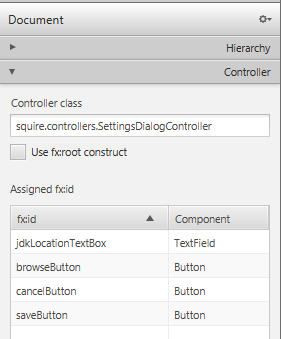 Document
Hierarchy
Controller
Controller class
squire.controllers.SettingsDialogController
Use fx:root construct
Assigned fx:id
fx:id Component
jdkLocationTextBox TextField
browseButton Button
cancelButton Button
saveButton Button